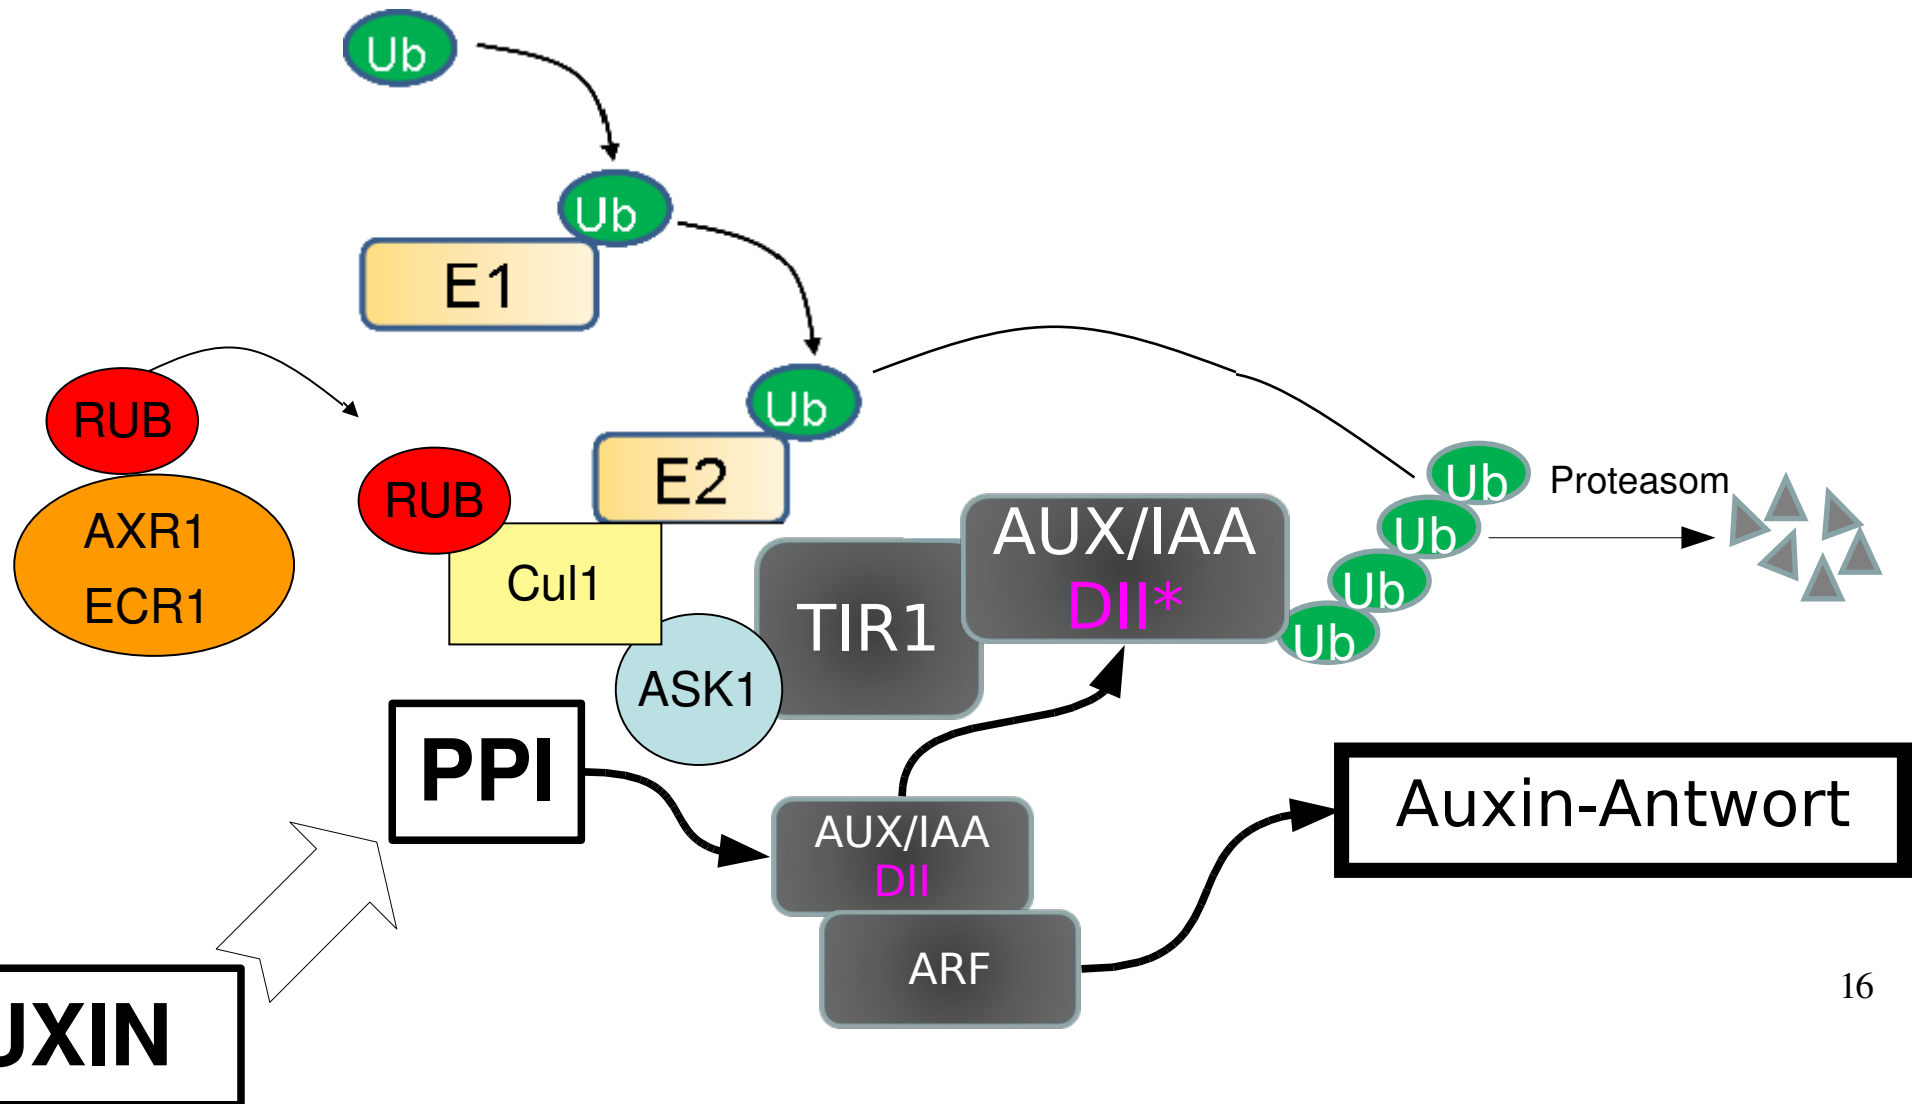 Ub
Ub
E1
RUB
Ub
E2
RUB
AXR1
ECR1
Cul1
TIR1
AUX/IAA
DII*
Ub
Ub
Ub
Ub
Proteasom
ASK1
PPI
AUX/IAA
DII
ARF
Auxin-Antwort
UXIN
16